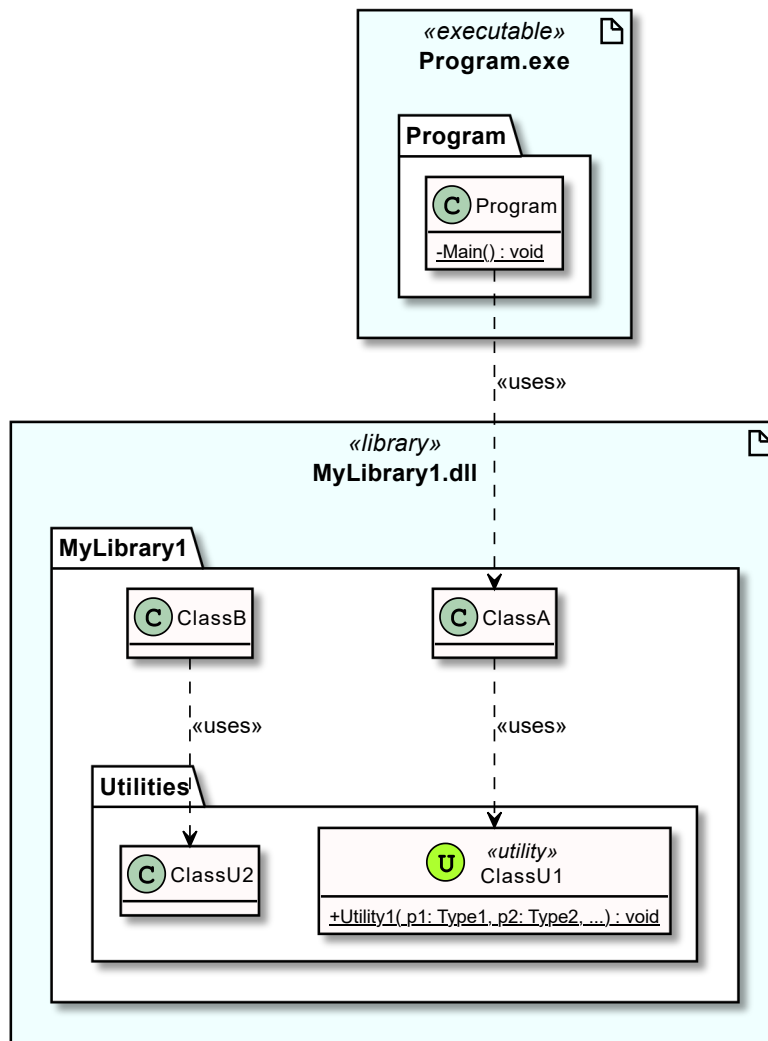 «executable»
Program.exe
Program
C Program
-Main() : void
«uses»
«library»
MyLibrary1.dll
MyLibrary1
C ClassB
C ClassA
«uses»
«uses»
Utilities
C ClassU2
U «utility»
ClassU1
+Utility1( p1: Type1, p2: Type2, ...) : void